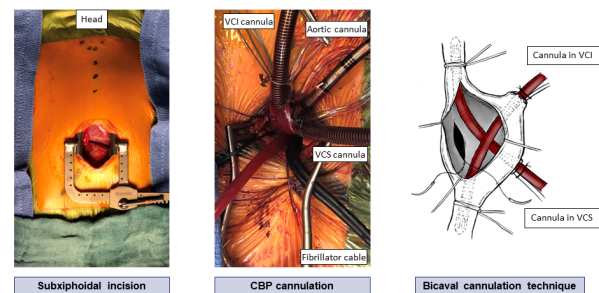 Head
VCI cannula
Aortic cannula
VCS cannula
Fibrillator cable
Cannula in VCI
Cannula in VCS
Subxiphoidal incision
CBP cannulation
Bicaval cannulation technique